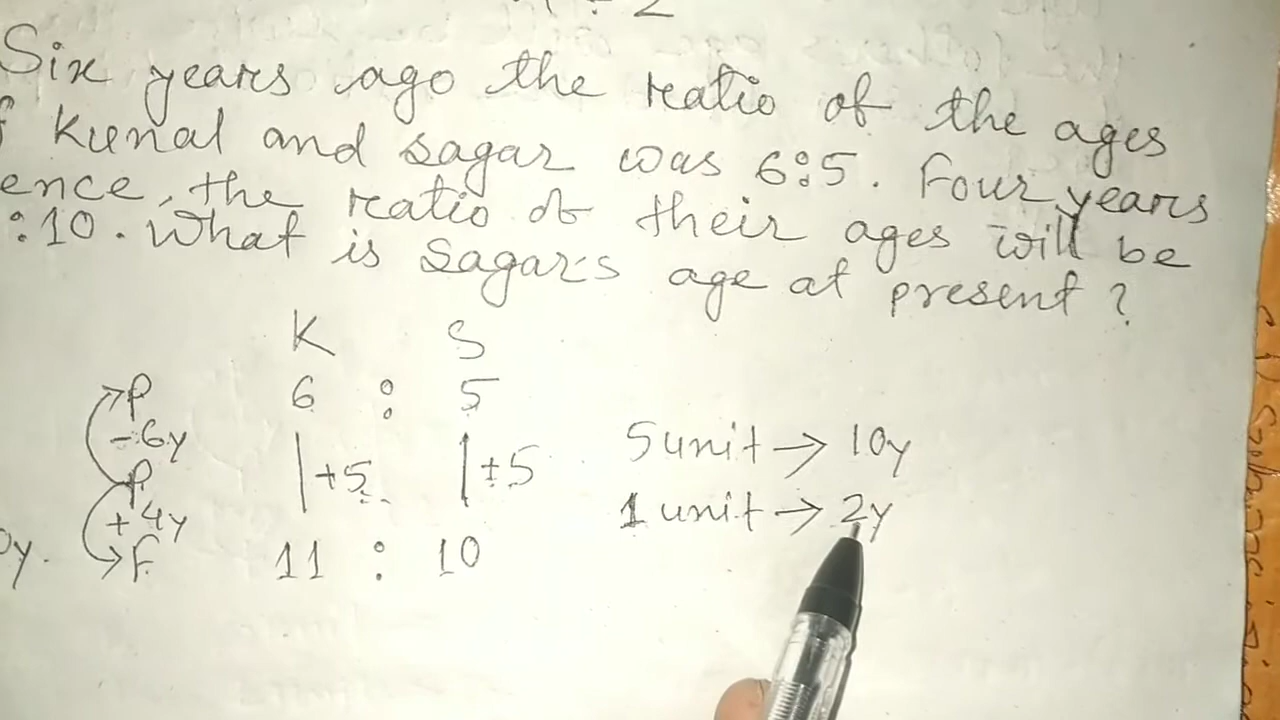 Six years ago the ratio of the ages
Kunal and sagar was 6:5. Four years
ence, the ratio of their ages will be
:10. What is Sagar's age at present?
K S
P 6 : 5
-6y
P +5 +5
+4y
F 11 : 10
5unit → 10y
1 unit → 2y